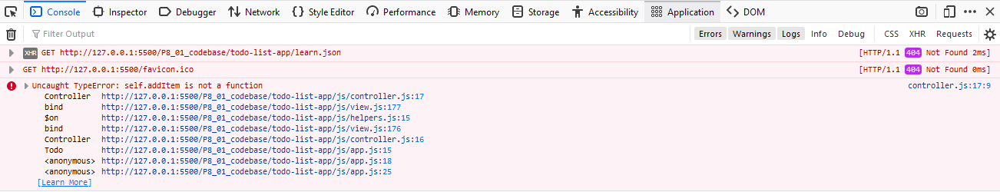 Console Inspector Debugger Network Style Editor Performance Memory Storage Accessibility Application DOM
Filter Output Errors Warnings Logs Info Debug CSS XHR Requests
XHR GET http://127.0.0.1:5500/P8_01_codebase/todo-list-app/learn.json [HTTP/1.1 404 Not Found 2ms]
GET http://127.0.0.1:5500/favicon.ico [HTTP/1.1 404 Not Found 0ms]
Uncaught TypeError: self.addItem is not a function controller.js:17:9
Controller http://127.0.0.1:5500/P8_01_codebase/todo-list-app/js/controller.js:17
bind http://127.0.0.1:5500/P8_01_codebase/todo-list-app/js/view.js:177
$on http://127.0.0.1:5500/P8_01_codebase/todo-list-app/js/helpers.js:15
bind http://127.0.0.1:5500/P8_01_codebase/todo-list-app/js/view.js:176
Controller http://127.0.0.1:5500/P8_01_codebase/todo-list-app/js/controller.js:16
Todo http://127.0.0.1:5500/P8_01_codebase/todo-list-app/js/app.js:15
<anonymous> http://127.0.0.1:5500/P8_01_codebase/todo-list-app/js/app.js:18
<anonymous> http://127.0.0.1:5500/P8_01_codebase/todo-list-app/js/app.js:25
[Learn More]